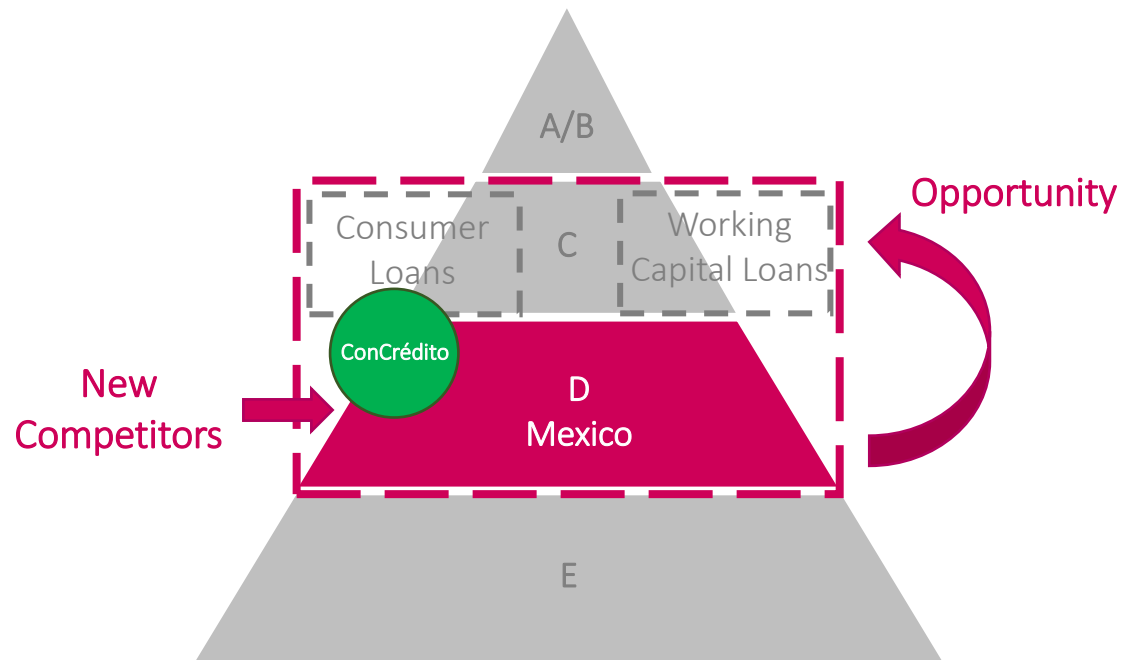 A/B
Opportunity
Consumer
Loans
C
Working
Capital Loans
ConCrédito
New
Competitors
D
Mexico
E